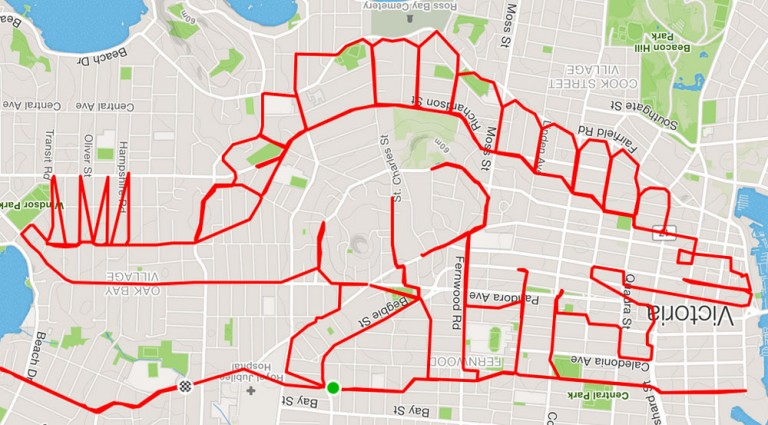 Ross Bay Cemetery
60m
Moss St
Beacon Hill Park
Beach Dr
COOK STREET VILLAGE
Central Ave
Central Ave
Richardson St
Southgate St
Fairfield Rd
Moss St
60m
Transit Rd
Oliver St
Hampshire Rd
St. Charles St
Windsor Park
OAK BAY VILLAGE
Fernwood Rd
Pandora Ave
Quadra St
Begbie St
Victoria
Beach Dr
Royal Jubilee Hospital
FERNWOOD
Caledonia Ave
Bay St
Bay St
Central Park